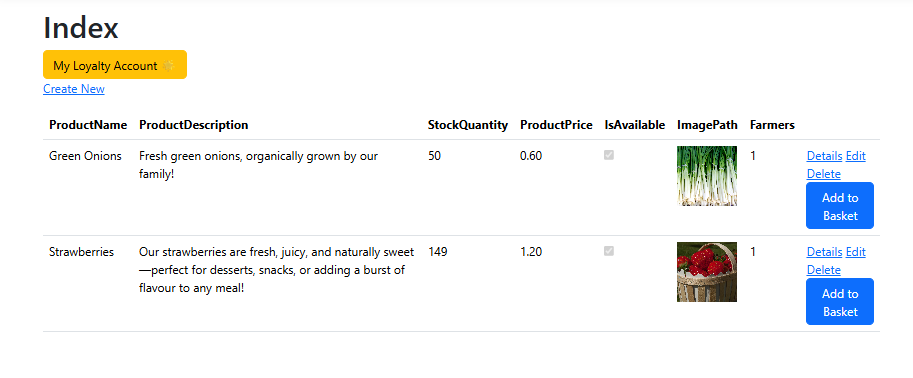 Index
My Loyalty Account
Create New
ProductName ProductDescription StockQuantity ProductPrice IsAvailable ImagePath Farmers
Green Onions Fresh green onions, organically grown by our 50 0.60 1 Details Edit
family! Delete
Add to
Basket
Strawberries Our strawberries are fresh, juicy, and naturally sweet 149 1.20 1 Details Edit
—perfect for desserts, snacks, or adding a burst of Delete
flavour to any meal! Add to
Basket